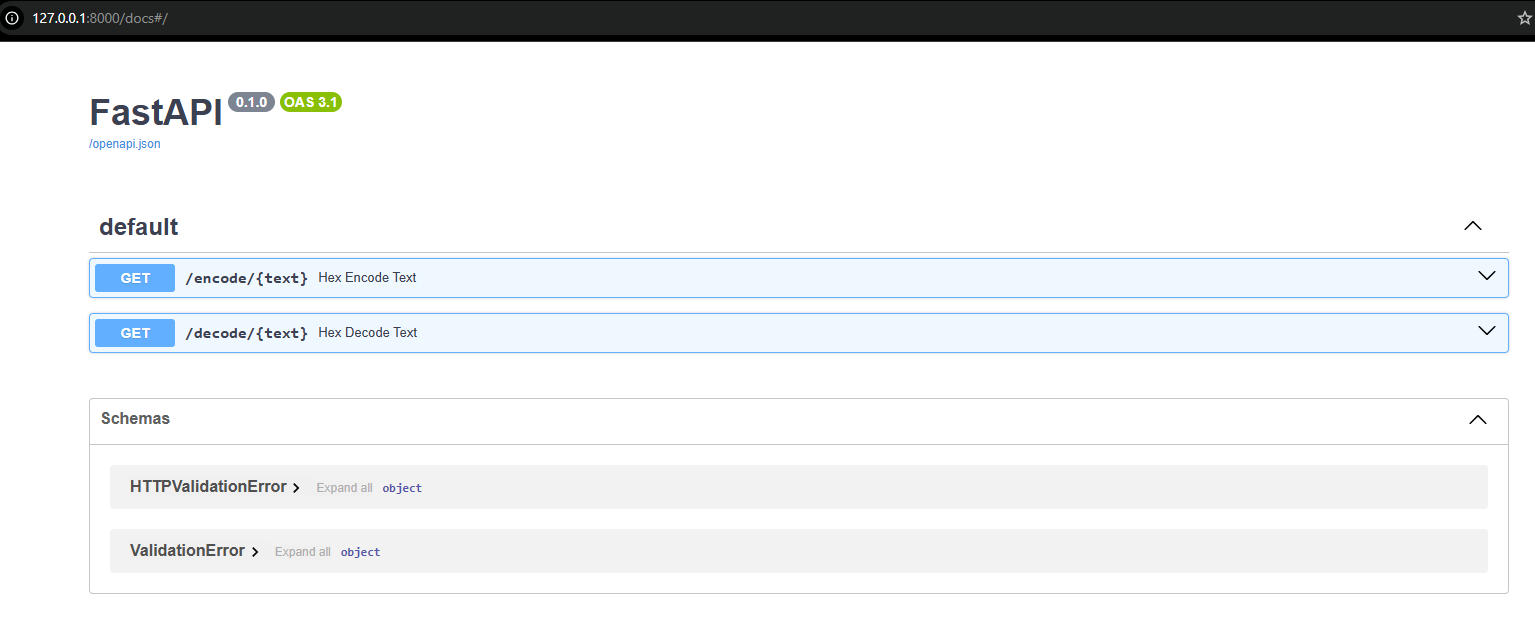 127.0.0.1:8000/docs#/
FastAPI 0.1.0 OAS 3.1
/openapi.json
default
GET /encode/{text} Hex Encode Text
GET /decode/{text} Hex Decode Text
Schemas
HTTPValidationError Expand all object
ValidationError Expand all object